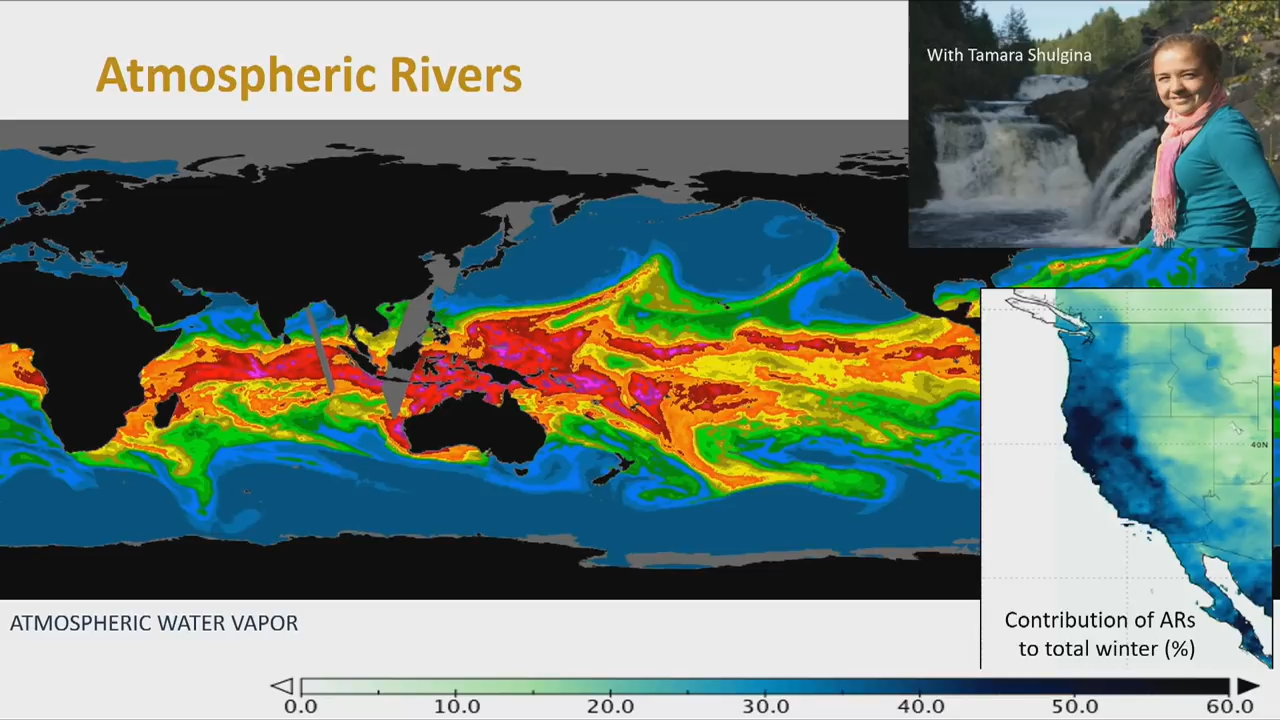 Atmospheric Rivers
With Tamara Shulgina
40N
Contribution of ARs
to total winter (%)
ATMOSPHERIC WATER VAPOR
0.0 10.0 20.0 30.0 40.0 50.0 60.0